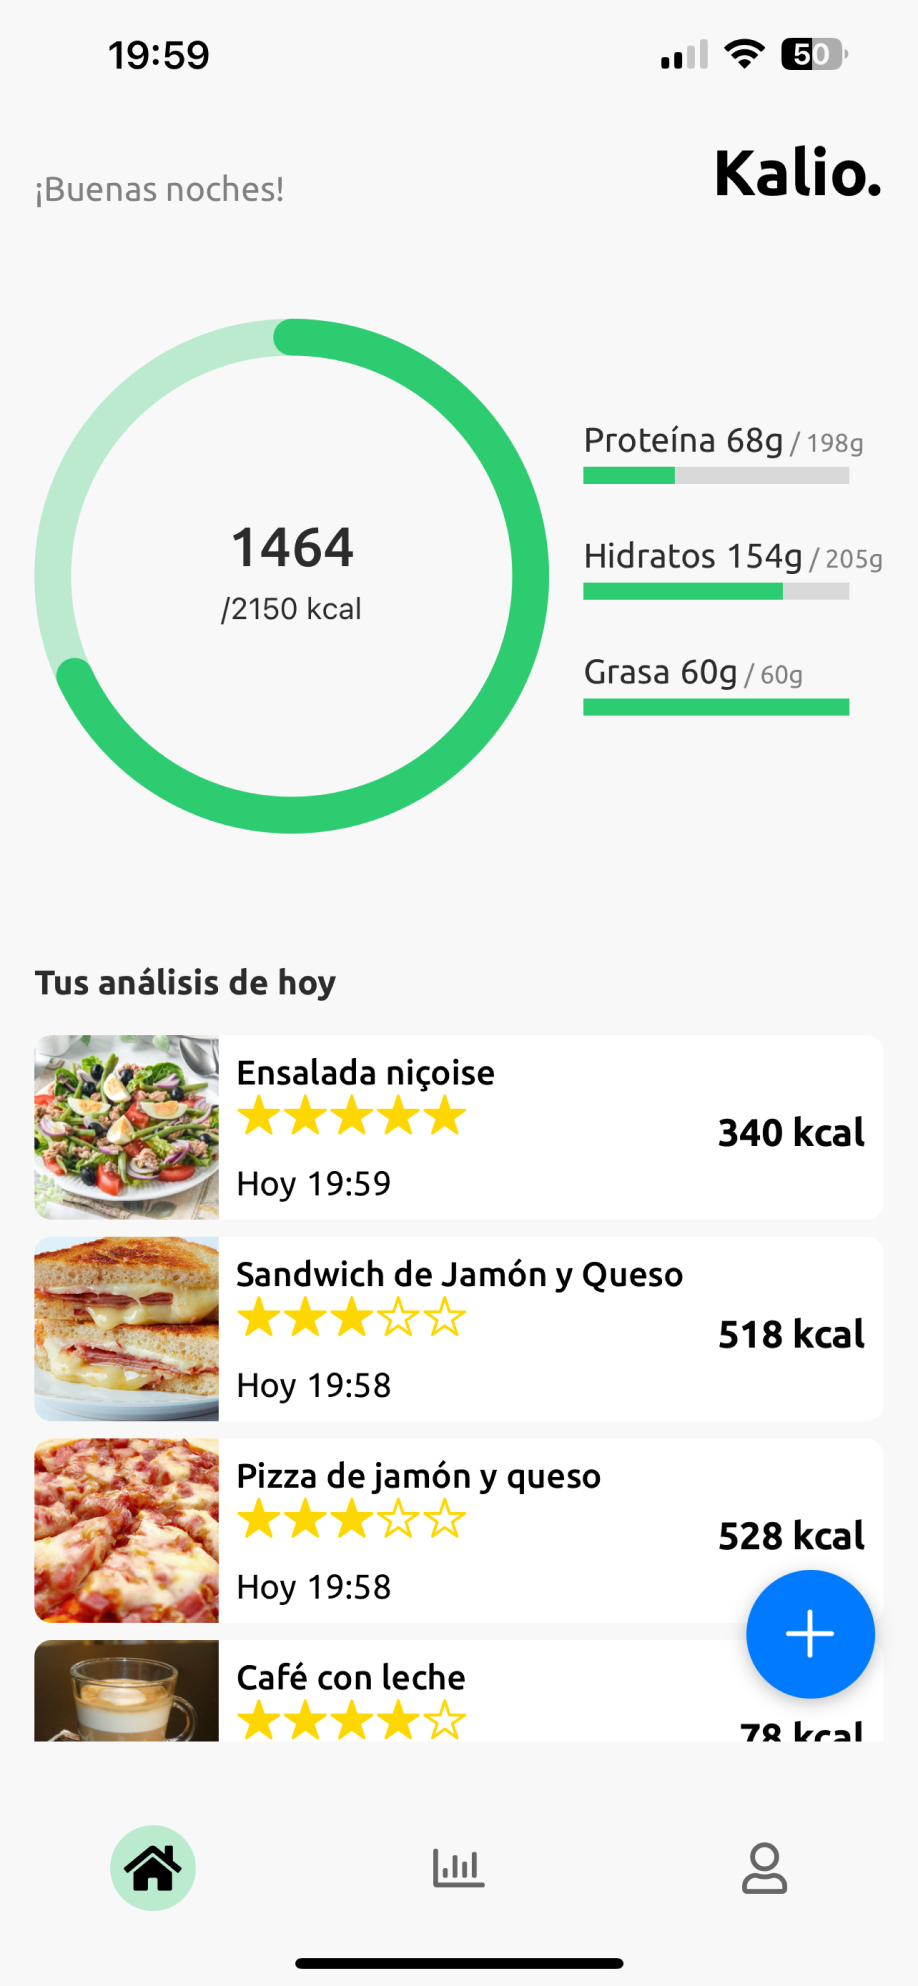 19:59
50
¡Buenas noches!
Kalio.
1464
/2150 kcal
Proteína 68g / 198g
Hidratos 154g / 205g
Grasa 60g / 60g
Tus análisis de hoy
Ensalada niçoise
340 kcal
Hoy 19:59
Sandwich de Jamón y Queso
518 kcal
Hoy 19:58
Pizza de jamón y queso
528 kcal
Hoy 19:58
Café con leche
78 kcal